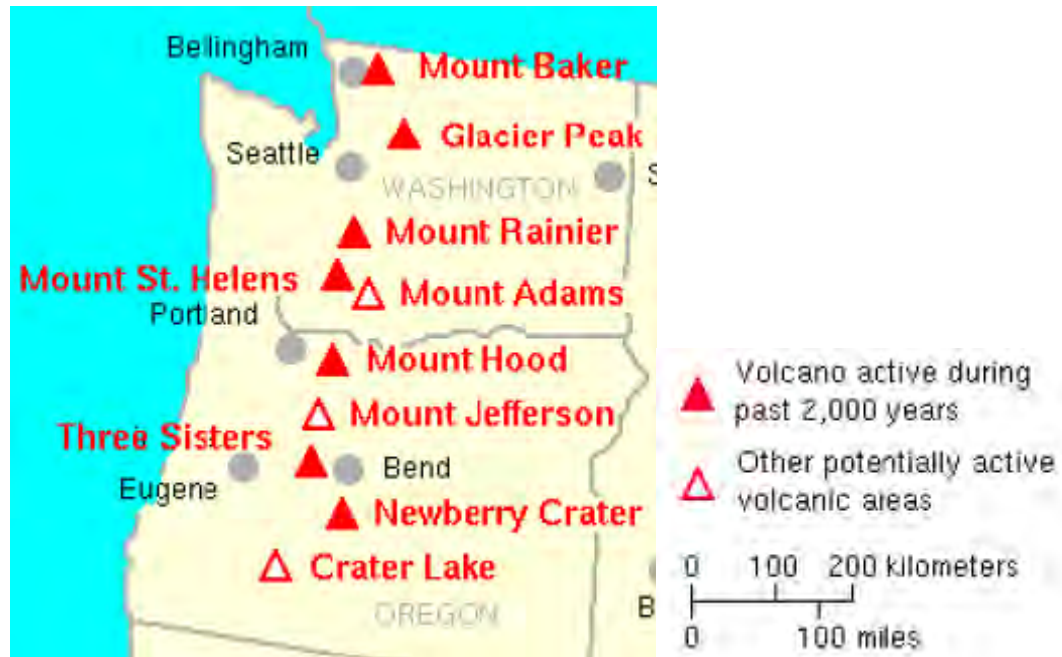 Bellingham
Mount Baker
Glacier Peak
Seattle
S
WASHINGTON
Mount Rainier
Mount St. Helens
Mount Adams
Portland
Mount Hood
Mount Jefferson
Three Sisters
Bend
Eugene
Newberry Crater
Crater Lake
OREGON
B
Volcano active during
past 2,000 years
Other potentially active
volcanic areas
0 100 200 kilometers
0 100 miles